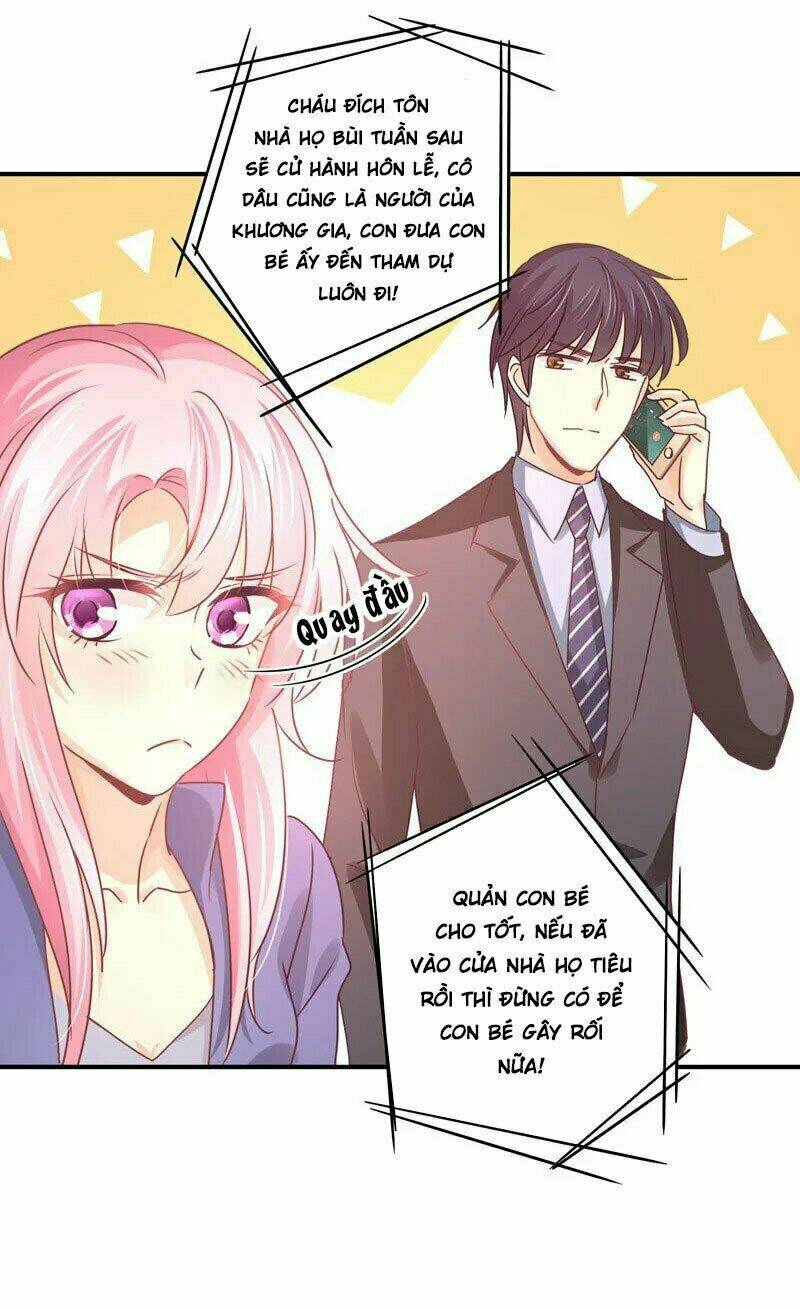 CHÁU ĐÍCH TÔN
NHÀ HỌ BÙI TUẦN SAU
SẼ CỬ HÀNH HÔN LỄ, CÔ
DÂU CŨNG LÀ NGƯỜI CỦA
KHƯƠNG GIA, CON ĐƯA CON
BÉ ẤY ĐẾN THAM DỰ
LUÔN ĐI!
Quay đầu
QUẢN CON BÉ
CHO TỐT, NẾU ĐÃ
VÀO CỬA NHÀ HỌ TIÊU
RỒI THÌ ĐỪNG CÓ ĐỂ
CON BÉ GÂY RỐI
NỮA!